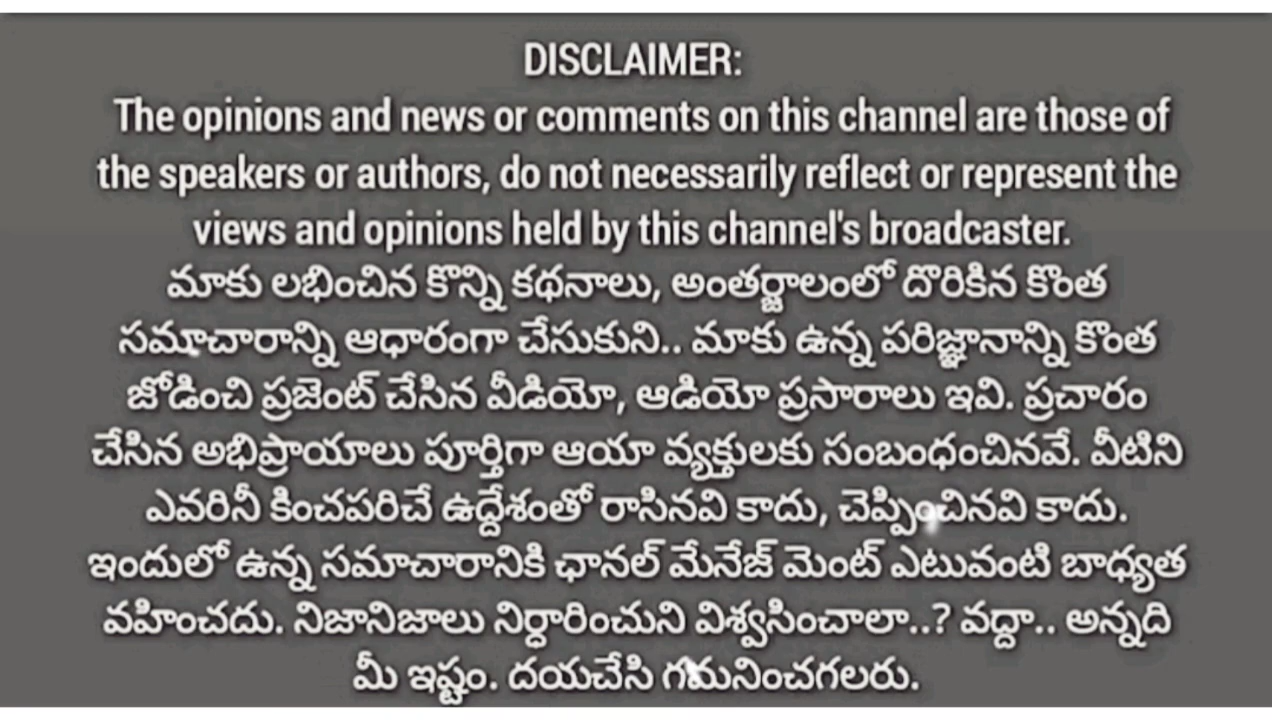 DISCLAIMER:
The opinions and news or comments on this channel are those of
the speakers or authors, do not necessarily reflect or represent the
views and opinions held by this channel's broadcaster.
మాకు లభించిన కొన్ని కథనాలు, అంతర్జాలంలో దొరికిన కొంత
సమాచారాన్ని ఆధారంగా చేసుకుని.. మాకు ఉన్న పరిజ్ఞానాన్ని కొంత
జోడించి ప్రజెంట్ చేసిన వీడియో, ఆడియో ప్రసారాలు ఇవి. ప్రచారం
చేసిన అభిప్రాయాలు పూర్తిగా ఆయా వ్యక్తులకు సంబంధంచినవే. వీటిని
ఎవరినీ కించపరిచే ఉద్దేశంతో రాసినవి కాదు, చెప్పించినవి కాదు.
ఇందులో ఉన్న సమాచారానికి ఛానల్ మేనేజ్ మెంట్ ఎటువంటి బాధ్యత
వహించదు. నిజానిజాలు నిర్ధారించుని విశ్వసించాలా..? వద్దా.. అన్నది
మీ ఇష్టం. దయచేసి గమనించగలరు.